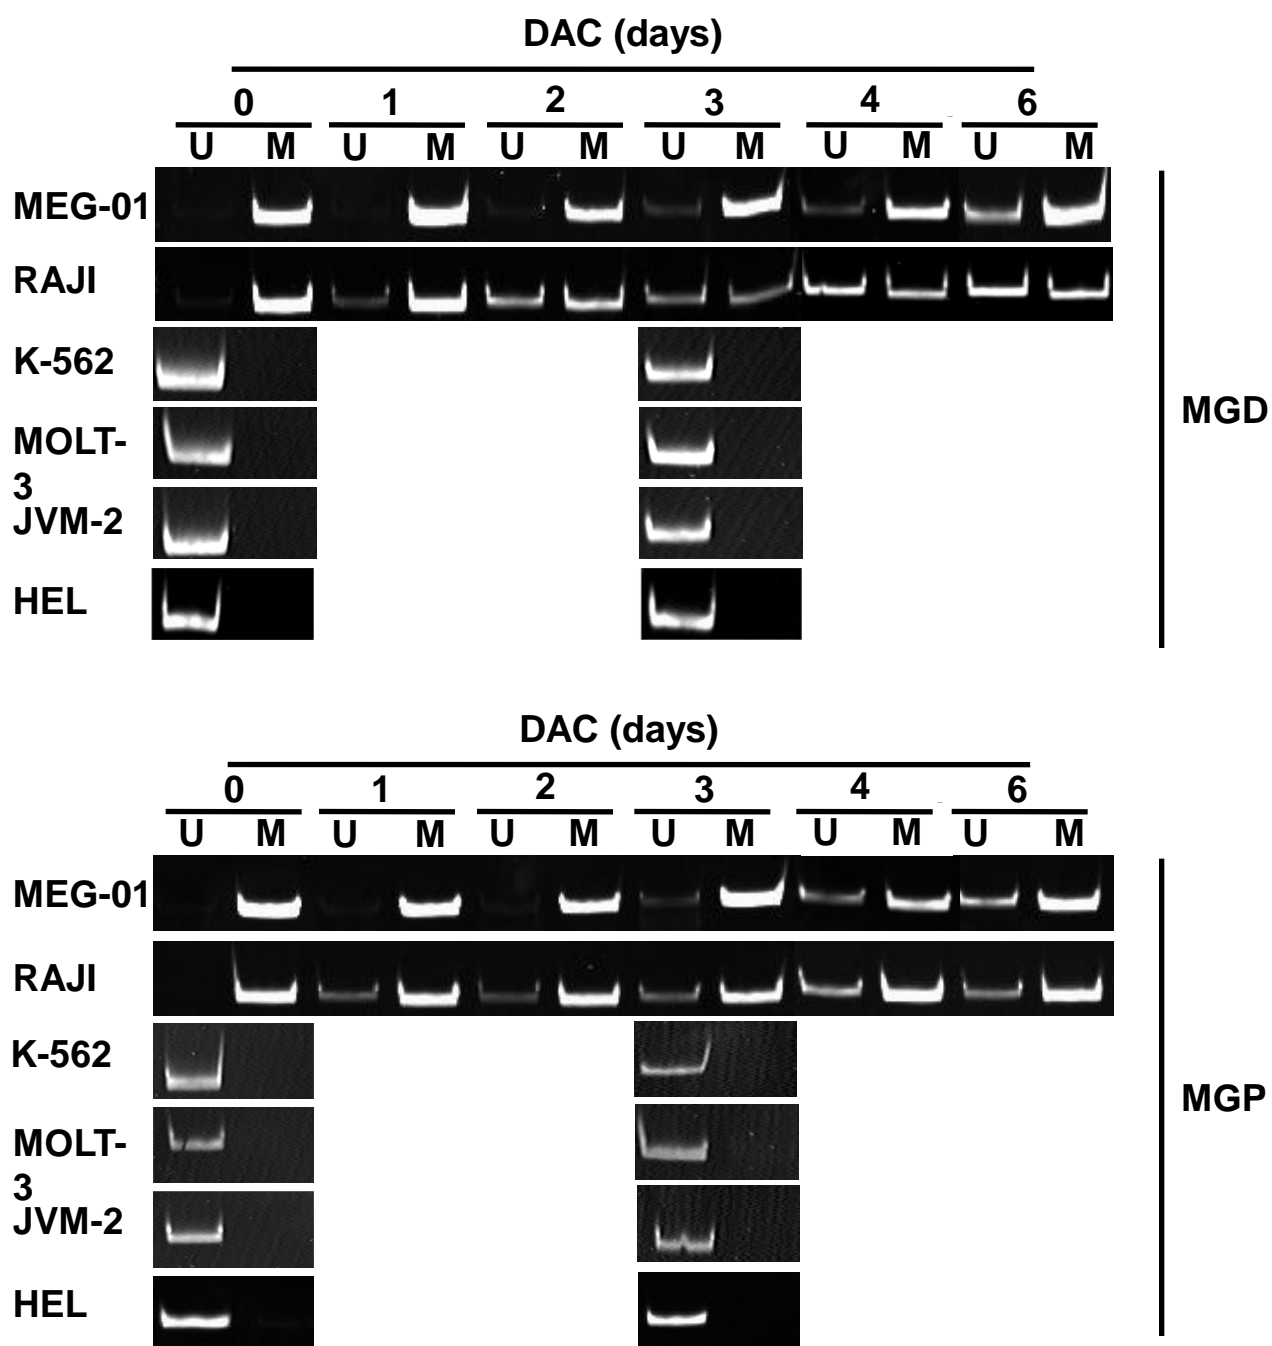 DAC (days)
0 1 2 3 4 6
U M U M U M U M U M U M
MEG-01
RAJI
K-562
MGD
MOLT-
3
JVM-2
HEL
DAC (days)
0 1 2 3 4 6
U M U M U M U M U M U M
MEG-01
RAJI
K-562
MGP
MOLT-
3
JVM-2
HEL